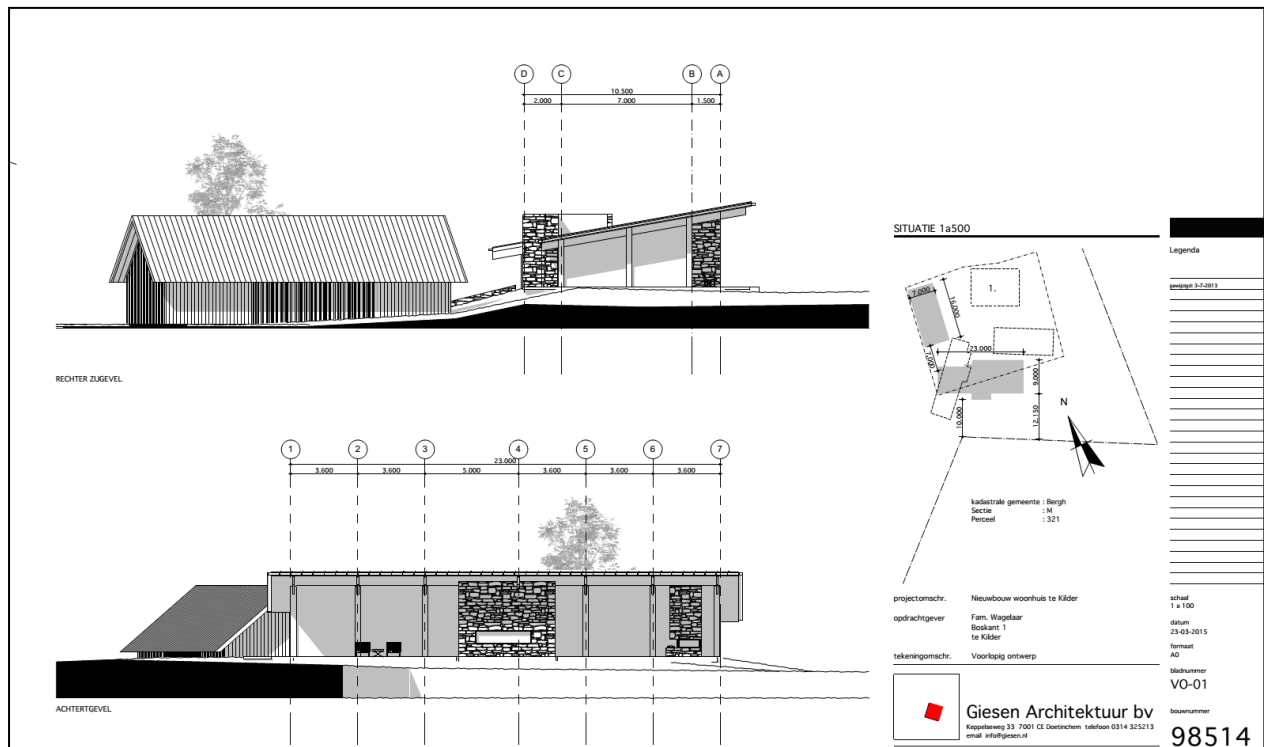 D C B A
10.500
2.000 7.000 1.500
RECHTER ZIJGEVEL
1 2 3 4 5 6 7
23.000
3.600 3.600 5.000 3.600 3.600 3.600
ACHTERTGEVEL
SITUATIE 1a500
1.
7.000
16.000
23.000
7.000
9.000
10.000
12.150
N
kadastrale gemeente : Bergh
Sectie : M
Perceel : 321
projectomschr. Nieuwbouw woonhuis te Kilder
opdrachtgever Fam. Wagelaar
Boskant 1
te Kilder
tekeningomschr. Voorlopig ontwerp
Giesen Architektuur bv
Keppelseweg 33 7001 CE Doetinchem telefoon 0314 325213
email info@giesen.nl
Legenda
gewijzigd: 3-7-2013
schaal
1 a 100
datum
23-03-2015
formaat
A0
bladnummer
VO-01
bouwnummer
98514